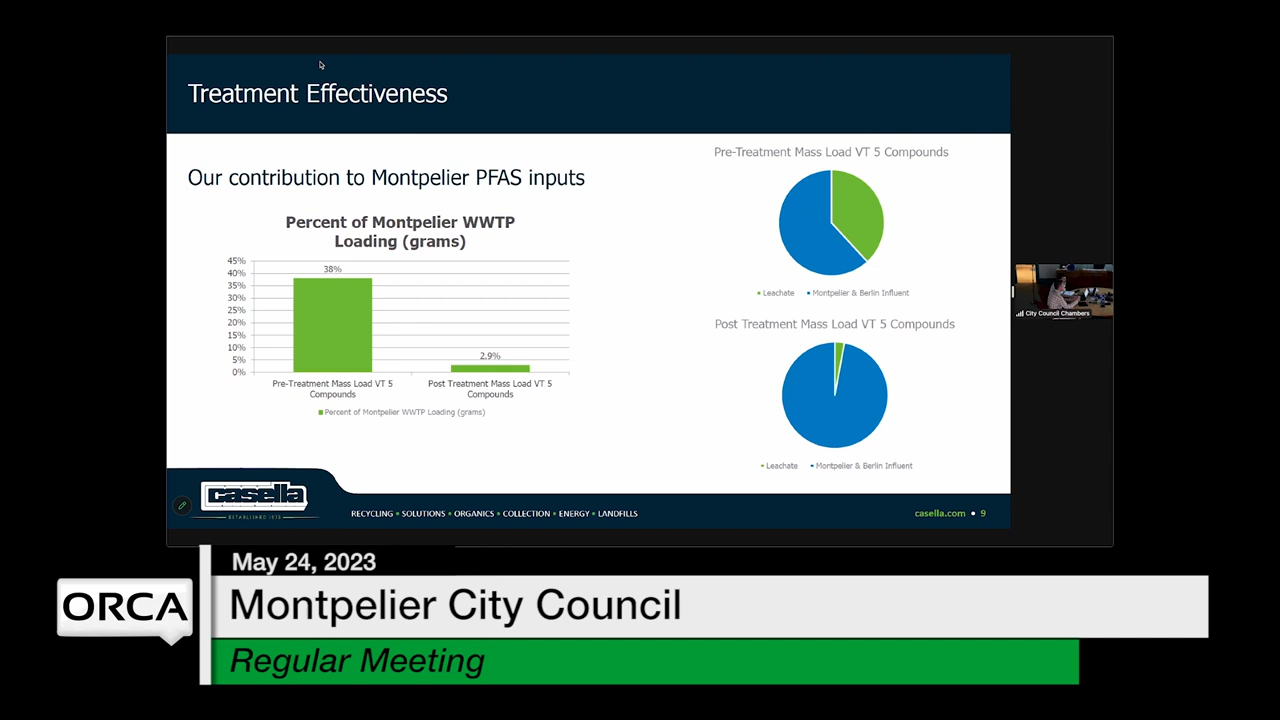 Treatment Effectiveness
Our contribution to Montpelier PFAS inputs
Percent of Montpelier WWTP
Loading (grams)
45%
40%
35%
30%
25%
20%
15%
10%
5%
0%
38%
2.9%
Pre-Treatment Mass Load VT 5
Compounds
Post Treatment Mass Load VT 5
Compounds
Percent of Montpelier WWTP Loading (grams)
Pre-Treatment Mass Load VT 5 Compounds
Leachate
Montpelier & Berlin Influent
Post Treatment Mass Load VT 5 Compounds
Leachate
Montpelier & Berlin Influent
City Council Chambers
casella
ESTABLISHED 1975
RECYCLING • SOLUTIONS • ORGANICS • COLLECTION • ENERGY • LANDFILLS
casella.com • 9
May 24, 2023
ORCA
Montpelier City Council
Regular Meeting